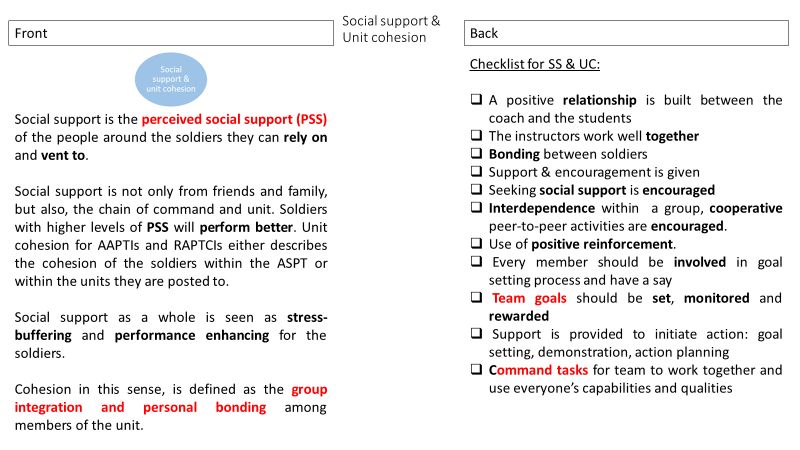 Front
Social support &
Unit cohesion
Back
Social
support &
unit cohesion
Social support is the perceived social support (PSS)
of the people around the soldiers they can rely on
and vent to.
Social support is not only from friends and family,
but also, the chain of command and unit. Soldiers
with higher levels of PSS will perform better. Unit
cohesion for AAPTIs and RAPTCIs either describes
the cohesion of the soldiers within the ASPT or
within the units they are posted to.
Social support as a whole is seen as stress-
buffering and performance enhancing for the
soldiers.
Cohesion in this sense, is defined as the group
integration and personal bonding among
members of the unit.
Checklist for SS & UC:
❑ A positive relationship is built between the
coach and the students
❑ The instructors work well together
❑ Bonding between soldiers
❑ Support & encouragement is given
❑ Seeking social support is encouraged
❑ Interdependence within a group, cooperative
peer-to-peer activities are encouraged.
❑ Use of positive reinforcement.
❑ Every member should be involved in goal
setting process and have a say
❑ Team goals should be set, monitored and
rewarded
❑ Support is provided to initiate action: goal
setting, demonstration, action planning
❑ Command tasks for team to work together and
use everyone's capabilities and qualities